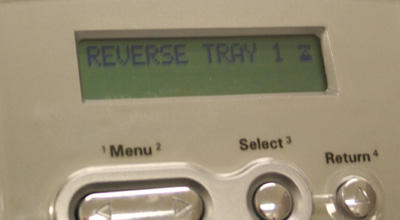 REVERSE TRAY 1
1 Menu 2
Select 3
Return 4